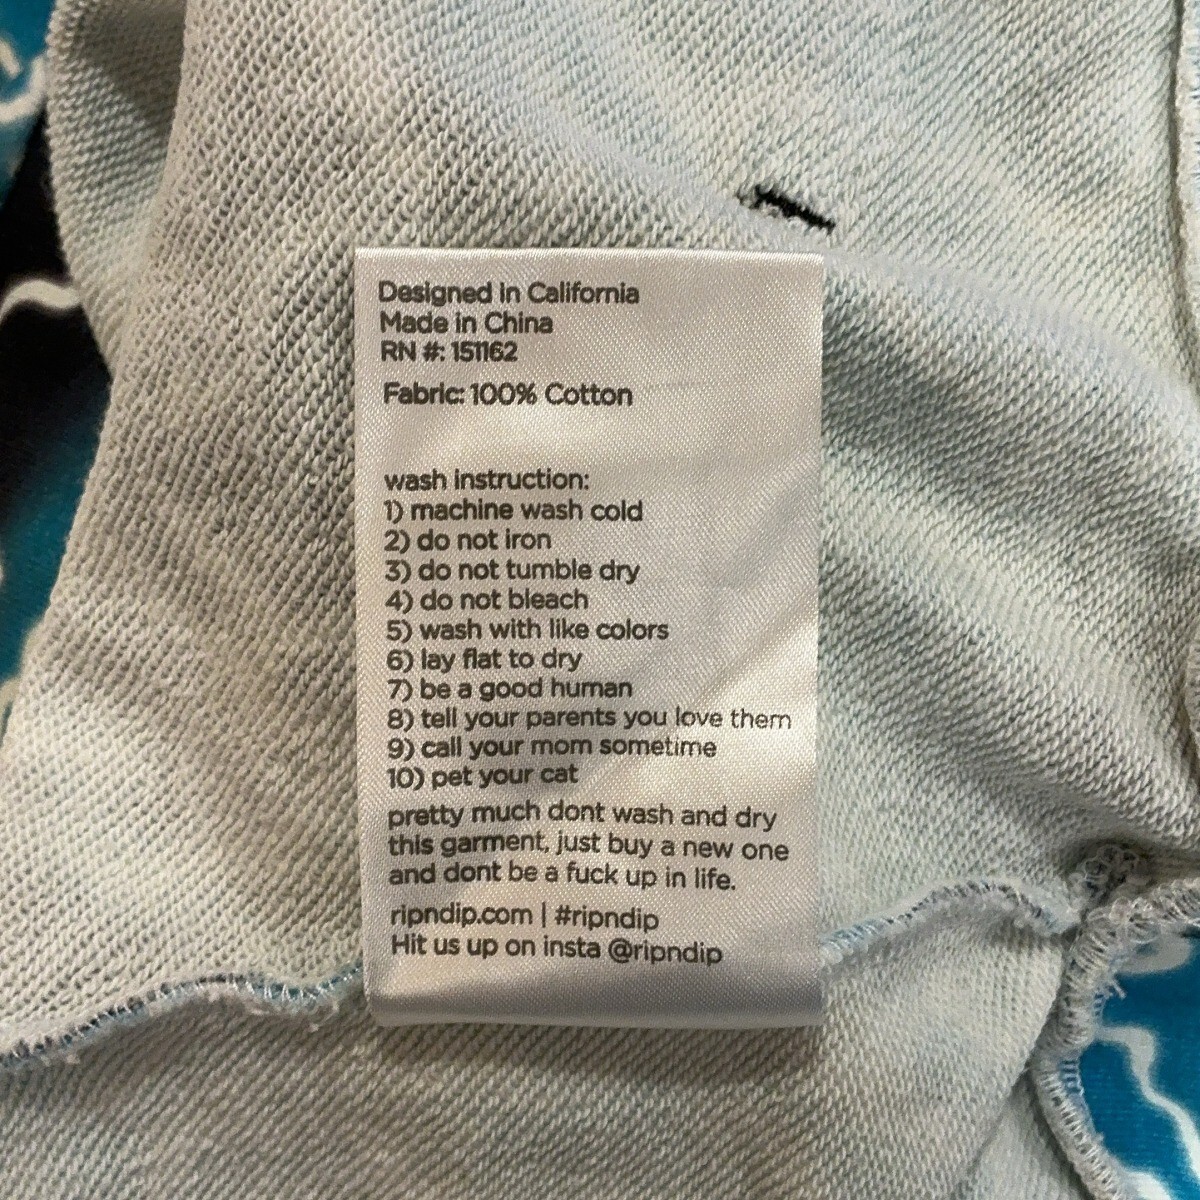 Designed in California
Made in China
RN #: 151162
Fabric: 100% Cotton
wash instruction:
1) machine wash cold
2) do not iron
3) do not tumble dry
4) do not bleach
5) wash with like colors
6) lay flat to dry
7) be a good human
8) tell your parents you love them
9) call your mom sometime
10) pet your cat
pretty much dont wash and dry
this garment, just buy a new one
and dont be a fuck up in life.
ripndip.com | #ripndip
Hit us up on insta @ripndip